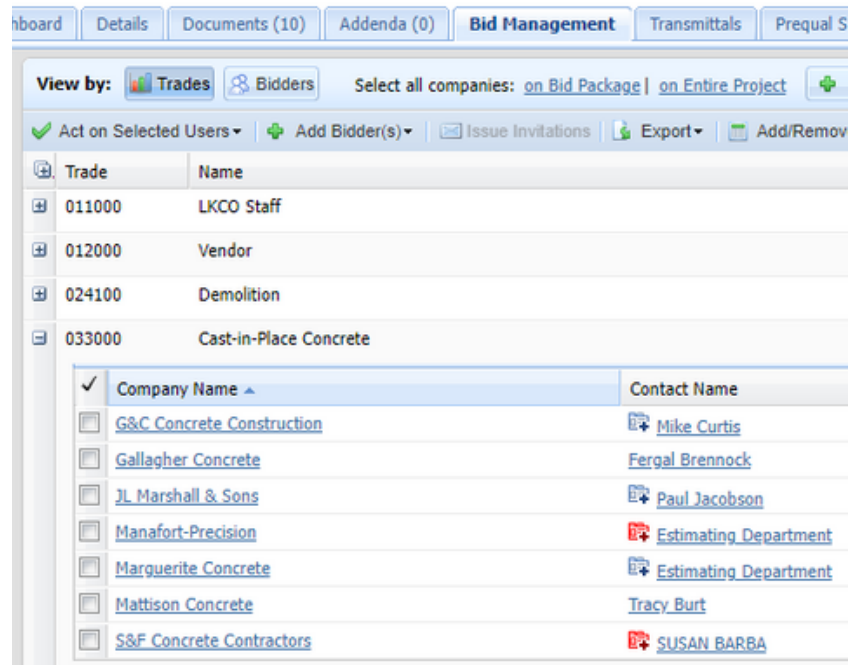 hboard Details Documents (10) Addenda (0) Bid Management Transmittals Prequal S
View by: Trades Bidders Select all companies: on Bid Package | on Entire Project
Act on Selected Users Add Bidder(s) Issue Invitations Export Add/Remov
Trade Name
011000 LKCO Staff
012000 Vendor
024100 Demolition
033000 Cast-in-Place Concrete
Company Name Contact Name
G&C Concrete Construction Mike Curtis
Gallagher Concrete Fergal Brennock
JL Marshall & Sons Paul Jacobson
Manafort-Precision Estimating Department
Marguerite Concrete Estimating Department
Mattison Concrete Tracy Burt
S&F Concrete Contractors SUSAN BARBA